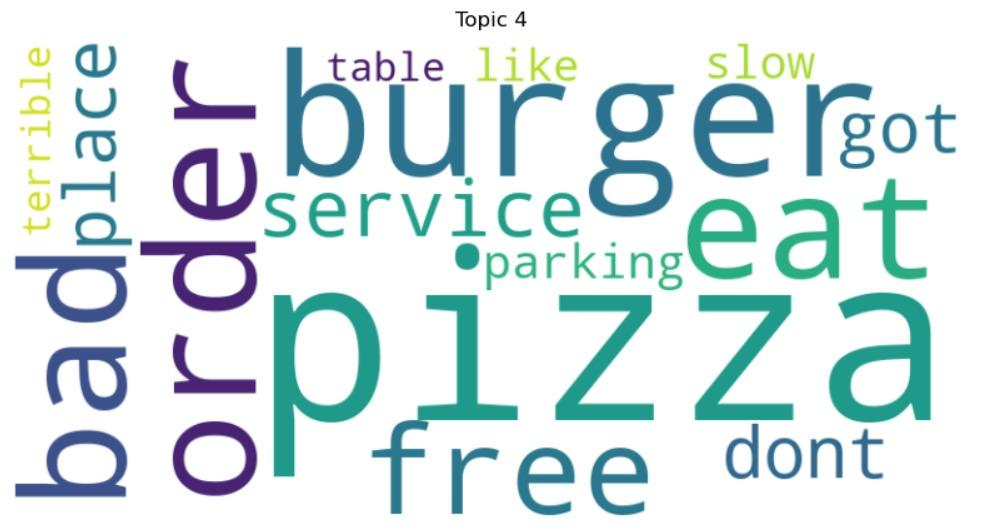 Topic 4
terrible
place
bad
order
table
like
slow
burger
got
service
eat
parking
pizza
free
dont